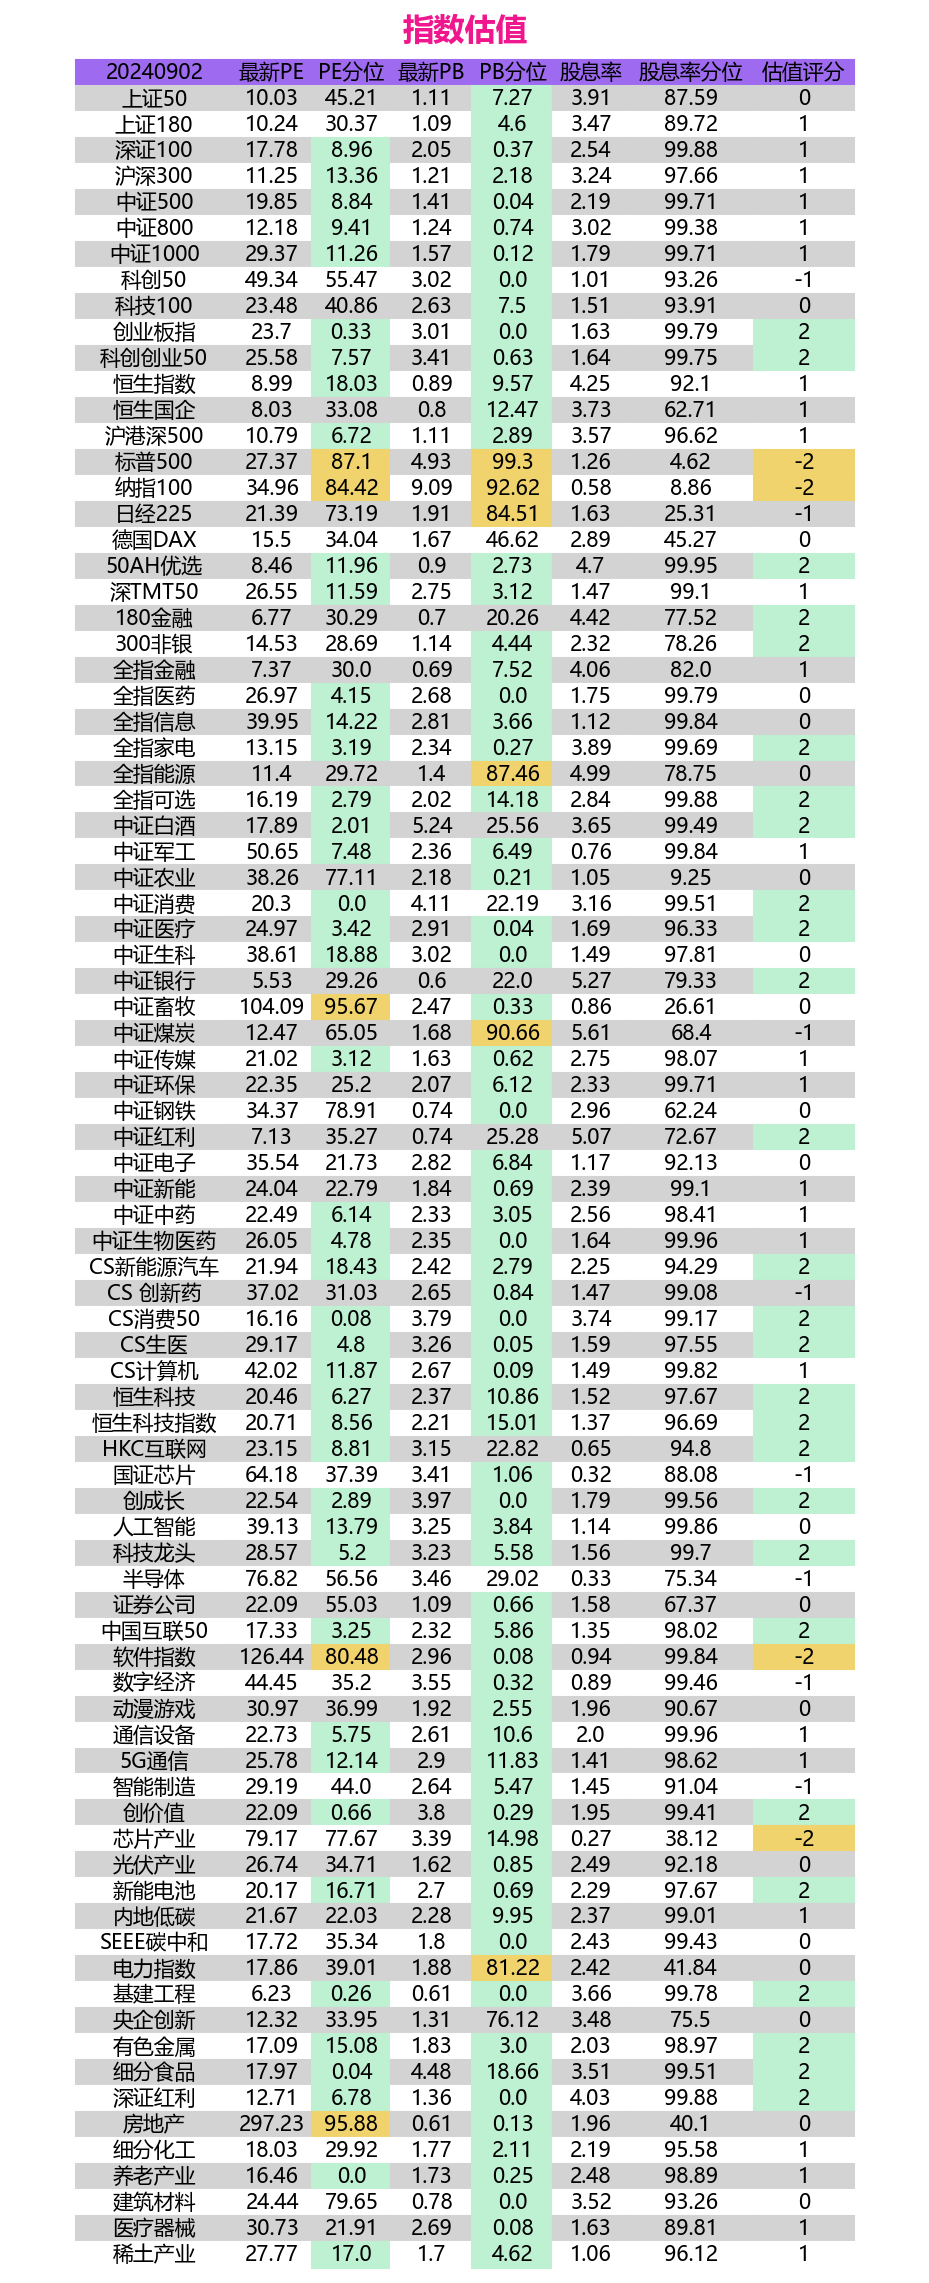 指数估值
20240902 最新PE PE分位 最新PB PB分位 股息率 股息率分位 估值评分
上证50 10.03 45.21 1.11 7.27 3.91 87.59 0
上证180 10.24 30.37 1.09 4.6 3.47 89.72 1
深证100 17.78 8.96 2.05 0.37 2.54 99.88 1
沪深300 11.25 13.36 1.21 2.18 3.24 97.66 1
中证500 19.85 8.84 1.41 0.04 2.19 99.71 1
中证800 12.18 9.41 1.24 0.74 3.02 99.38 1
中证1000 29.37 11.26 1.57 0.12 1.79 99.71 1
科创50 49.34 55.47 3.02 0.0 1.01 93.26 -1
科技100 23.48 40.86 2.63 7.5 1.51 93.91 0
创业板指 23.7 0.33 3.01 0.0 1.63 99.79 2
科创创业50 25.58 7.57 3.41 0.63 1.64 99.75 2
恒生指数 8.99 18.03 0.89 9.57 4.25 92.1 1
恒生国企 8.03 33.08 0.8 12.47 3.73 62.71 1
沪港深500 10.79 6.72 1.11 2.89 3.57 96.62 1
标普500 27.37 87.1 4.93 99.3 1.26 4.62 -2
纳指100 34.96 84.42 9.09 92.62 0.58 8.86 -2
日经225 21.39 73.19 1.91 84.51 1.63 25.31 -1
德国DAX 15.5 34.04 1.67 46.62 2.89 45.27 0
50AH优选 8.46 11.96 0.9 2.73 4.7 99.95 2
深TMT50 26.55 11.59 2.75 3.12 1.47 99.1 1
180金融 6.77 30.29 0.7 20.26 4.42 77.52 2
300非银 14.53 28.69 1.14 4.44 2.32 78.26 2
全指金融 7.37 30.0 0.69 7.52 4.06 82.0 1
全指医药 26.97 4.15 2.68 0.0 1.75 99.79 0
全指信息 39.95 14.22 2.81 3.66 1.12 99.84 0
全指家电 13.15 3.19 2.34 0.27 3.89 99.69 2
全指能源 11.4 29.72 1.4 87.46 4.99 78.75 0
全指可选 16.19 2.79 2.02 14.18 2.84 99.88 2
中证白酒 17.89 2.01 5.24 25.56 3.65 99.49 2
中证军工 50.65 7.48 2.36 6.49 0.76 99.84 1
中证农业 38.26 77.11 2.18 0.21 1.05 9.25 0
中证消费 20.3 0.0 4.11 22.19 3.16 99.51 2
中证医疗 24.97 3.42 2.91 0.04 1.69 96.33 2
中证生科 38.61 18.88 3.02 0.0 1.49 97.81 0
中证银行 5.53 29.26 0.6 22.0 5.27 79.33 2
中证畜牧 104.09 95.67 2.47 0.33 0.86 26.61 0
中证煤炭 12.47 65.05 1.68 90.66 5.61 68.4 -1
中证传媒 21.02 3.12 1.63 0.62 2.75 98.07 1
中证环保 22.35 25.2 2.07 6.12 2.33 99.71 1
中证钢铁 34.37 78.91 0.74 0.0 2.96 62.24 0
中证红利 7.13 35.27 0.74 25.28 5.07 72.67 2
中证电子 35.54 21.73 2.82 6.84 1.17 92.13 0
中证新能 24.04 22.79 1.84 0.69 2.39 99.1 1
中证中药 22.49 6.14 2.33 3.05 2.56 98.41 1
中证生物医药 26.05 4.78 2.35 0.0 1.64 99.96 1
CS新能源汽车 21.94 18.43 2.42 2.79 2.25 94.29 2
CS 创新药 37.02 31.03 2.65 0.84 1.47 99.08 -1
CS消费50 16.16 0.08 3.79 0.0 3.74 99.17 2
CS生医 29.17 4.8 3.26 0.05 1.59 97.55 2
CS计算机 42.02 11.87 2.67 0.09 1.49 99.82 1
恒生科技 20.46 6.27 2.37 10.86 1.52 97.67 2
恒生科技指数 20.71 8.56 2.21 15.01 1.37 96.69 2
HKC互联网 23.15 8.81 3.15 22.82 0.65 94.8 2
国证芯片 64.18 37.39 3.41 1.06 0.32 88.08 -1
创成长 22.54 2.89 3.97 0.0 1.79 99.56 2
人工智能 39.13 13.79 3.25 3.84 1.14 99.86 0
科技龙头 28.57 5.2 3.23 5.58 1.56 99.7 2
半导体 76.82 56.56 3.46 29.02 0.33 75.34 -1
证券公司 22.09 55.03 1.09 0.66 1.58 67.37 0
中国互联50 17.33 3.25 2.32 5.86 1.35 98.02 2
软件指数 126.44 80.48 2.96 0.08 0.94 99.84 -2
数字经济 44.45 35.2 3.55 0.32 0.89 99.46 -1
动漫游戏 30.97 36.99 1.92 2.55 1.96 90.67 0
通信设备 22.73 5.75 2.61 10.6 2.0 99.96 1
5G通信 25.78 12.14 2.9 11.83 1.41 98.62 1
智能制造 29.19 44.0 2.64 5.47 1.45 91.04 -1
创价值 22.09 0.66 3.8 0.29 1.95 99.41 2
芯片产业 79.17 77.67 3.39 14.98 0.27 38.12 -2
光伏产业 26.74 34.71 1.62 0.85 2.49 92.18 0
新能电池 20.17 16.71 2.7 0.69 2.29 97.67 2
内地低碳 21.67 22.03 2.28 9.95 2.37 99.01 1
SEEE碳中和 17.72 35.34 1.8 0.0 2.43 99.43 0
电力指数 17.86 39.01 1.88 81.22 2.42 41.84 0
基建工程 6.23 0.26 0.61 0.0 3.66 99.78 2
央企创新 12.32 33.95 1.31 76.12 3.48 75.5 0
有色金属 17.09 15.08 1.83 3.0 2.03 98.97 2
细分食品 17.97 0.04 4.48 18.66 3.51 99.51 2
深证红利 12.71 6.78 1.36 0.0 4.03 99.88 2
房地产 297.23 95.88 0.61 0.13 1.96 40.1 0
细分化工 18.03 29.92 1.77 2.11 2.19 95.58 1
养老产业 16.46 0.0 1.73 0.25 2.48 98.89 1
建筑材料 24.44 79.65 0.78 0.0 3.52 93.26 0
医疗器械 30.73 21.91 2.69 0.08 1.63 89.81 1
稀土产业 27.77 17.0 1.7 4.62 1.06 96.12 1